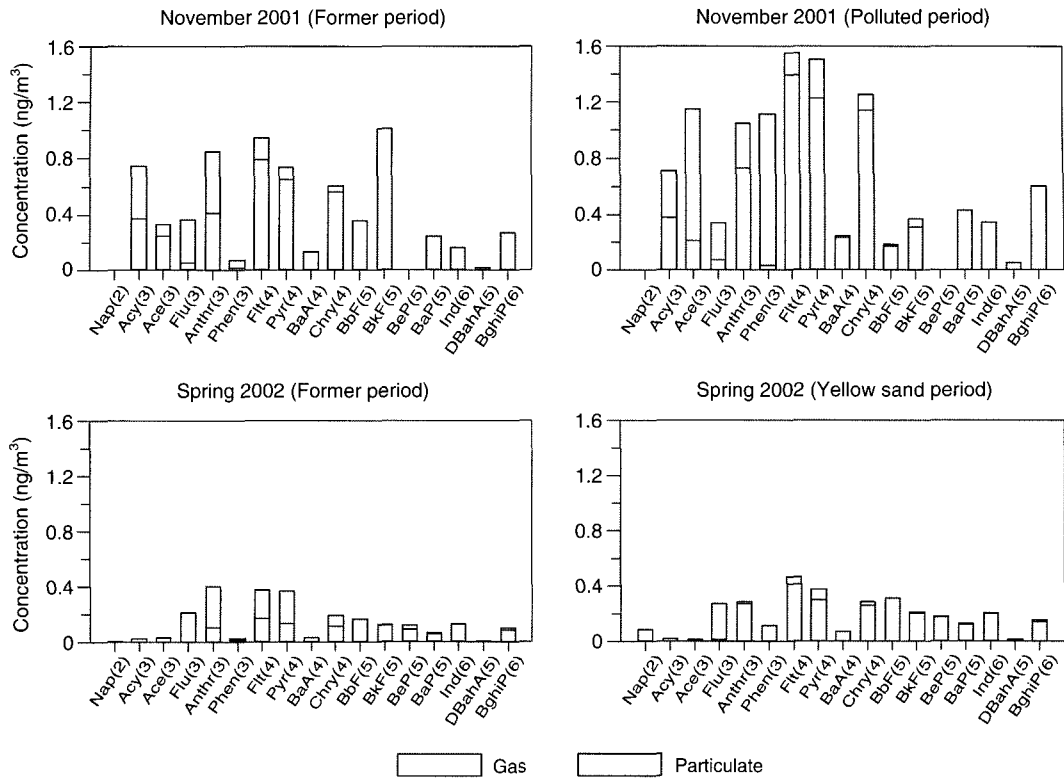 November 2001 (Former period)
1.6
1.2
0.8
0.4
0
Concentration (ng/m³)
Nap(2)
Acy(3)
Ace(3)
Flu(3)
Anthr(3)
Phen(3)
Flt(4)
Pyr(4)
BaA(4)
Chry(4)
BbF(5)
BkF(5)
BeP(5)
BaP(5)
Ind(6)
DBahA(5)
BghiP(6)
November 2001 (Polluted period)
1.6
1.2
0.8
0.4
0
Nap(2)
Acy(3)
Ace(3)
Flu(3)
Anthr(3)
Phen(3)
Flt(4)
Pyr(4)
BaA(4)
Chry(4)
BbF(5)
BkF(5)
BeP(5)
BaP(5)
Ind(6)
DBahA(5)
BghiP(6)
Spring 2002 (Former period)
1.6
1.2
0.8
0.4
0
Concentration (ng/m³)
Nap(2)
Acy(3)
Ace(3)
Flu(3)
Anthr(3)
Phen(3)
Flt(4)
Pyr(4)
BaA(4)
Chry(4)
BbF(5)
BkF(5)
BeP(5)
BaP(5)
Ind(6)
DBahA(5)
BghiP(6)
Spring 2002 (Yellow sand period)
1.6
1.2
0.8
0.4
0
Nap(2)
Acy(3)
Ace(3)
Flu(3)
Anthr(3)
Phen(3)
Flt(4)
Pyr(4)
BaA(4)
Chry(4)
BbF(5)
BkF(5)
BeP(5)
BaP(5)
Ind(6)
DBahA(5)
BghiP(6)
Gas
Particulate